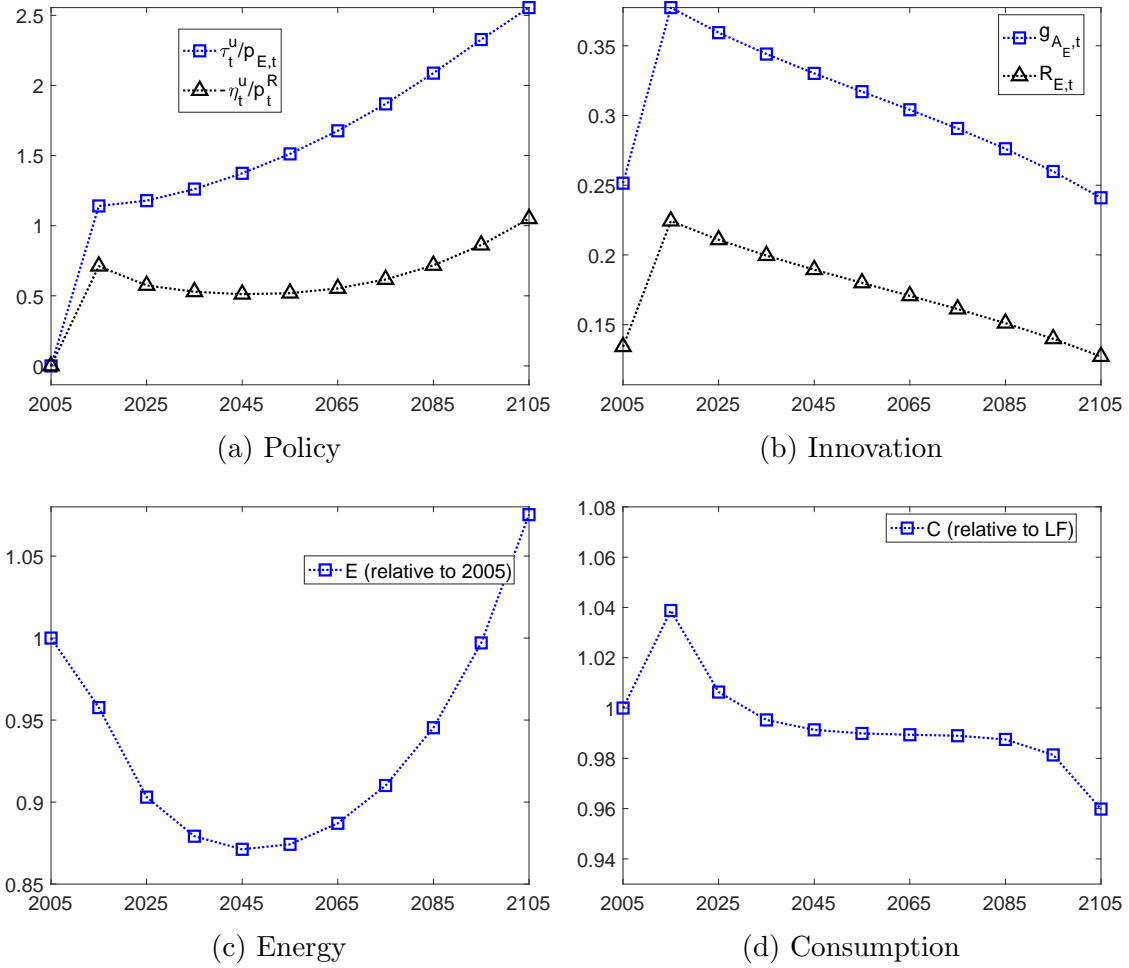 2.5
2
1.5
1
0.5
0
2005 2025 2045 2065 2085 2105
τ_t^u/p_{E,t}
η_t^u/p_t^R
(a) Policy
0.35
0.3
0.25
0.2
0.15
2005 2025 2045 2065 2085 2105
g_{A_E,t}
R_{E,t}
(b) Innovation
1.05
1
0.95
0.9
0.85
2005 2025 2045 2065 2085 2105
E (relative to 2005)
(c) Energy
1.08
1.06
1.04
1.02
1
0.98
0.96
0.94
2005 2025 2045 2065 2085 2105
C (relative to LF)
(d) Consumption